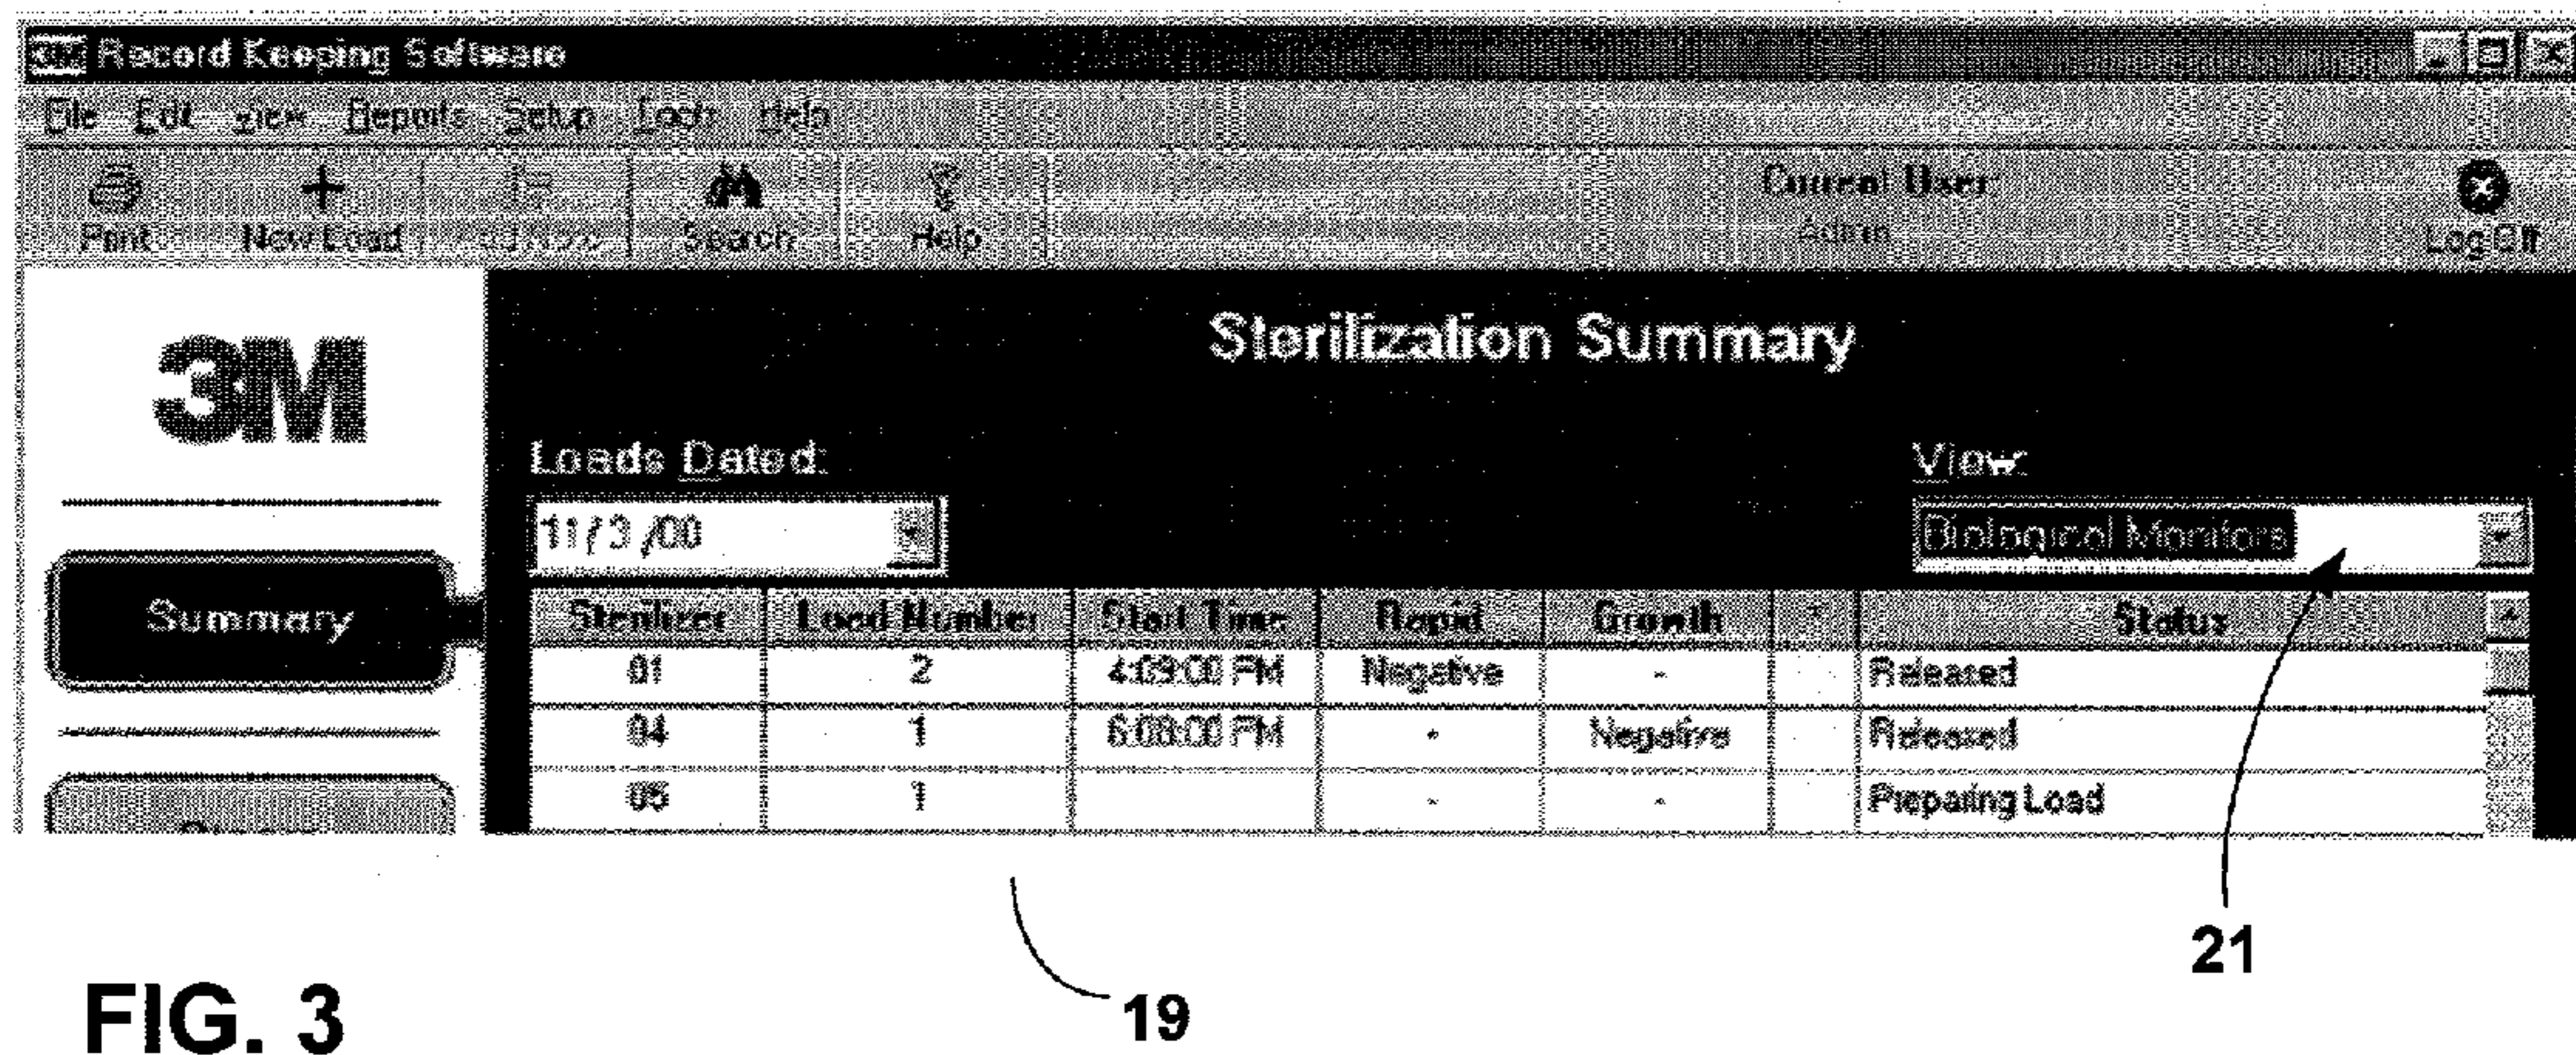 3M Record Keeping Software
File Edit View Reports Setup Tools Help
Print New Load Add Note Search Help
Current User:
Admin
Log Off
3M
Sterilization Summary
Loads Dated:
View:
11/3/00
Biological Monitors
Summary
Sterilizer Load Number Start Time Rapid Growth Status
01 2 4:09:00 PM Negative - Released
04 1 6:08:00 PM - Negative Released
05 1 - - Preparing Load
21
19
FIG. 3